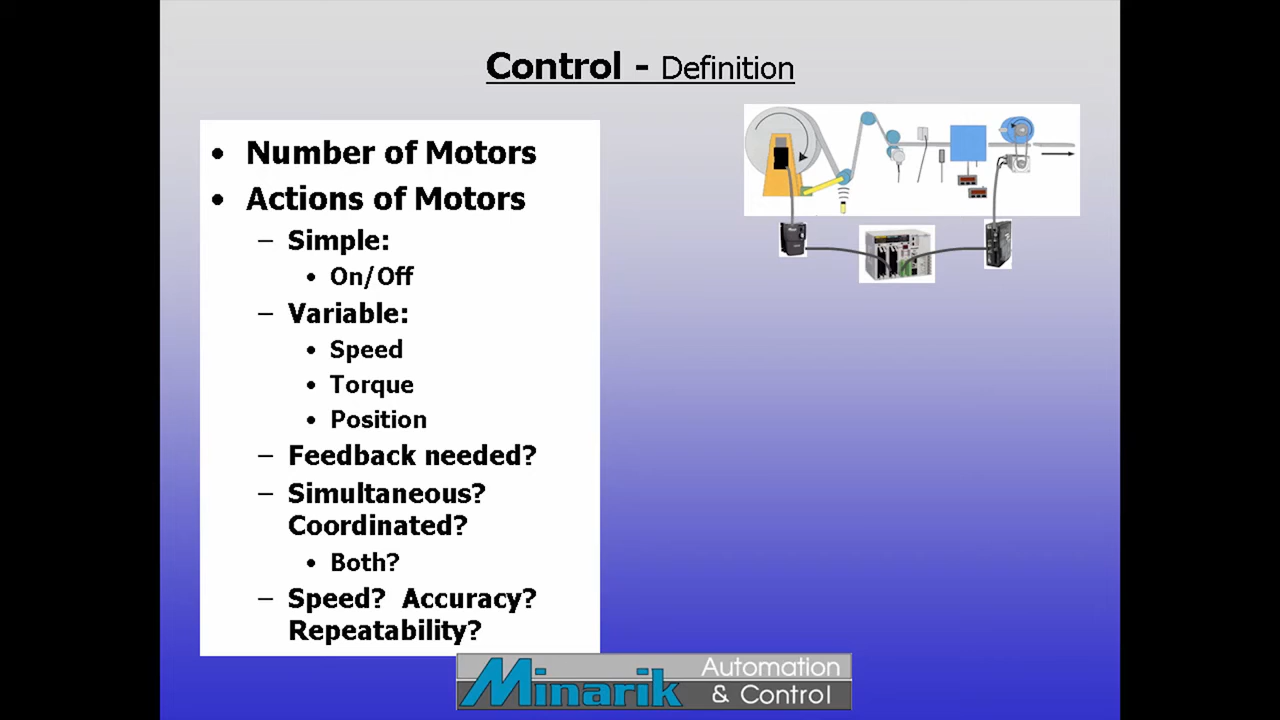 Control - Definition
• Number of Motors
• Actions of Motors
– Simple:
• On/Off
– Variable:
• Speed
• Torque
• Position
– Feedback needed?
– Simultaneous?
Coordinated?
• Both?
– Speed? Accuracy?
Repeatability?
Minarik Automation
& Control